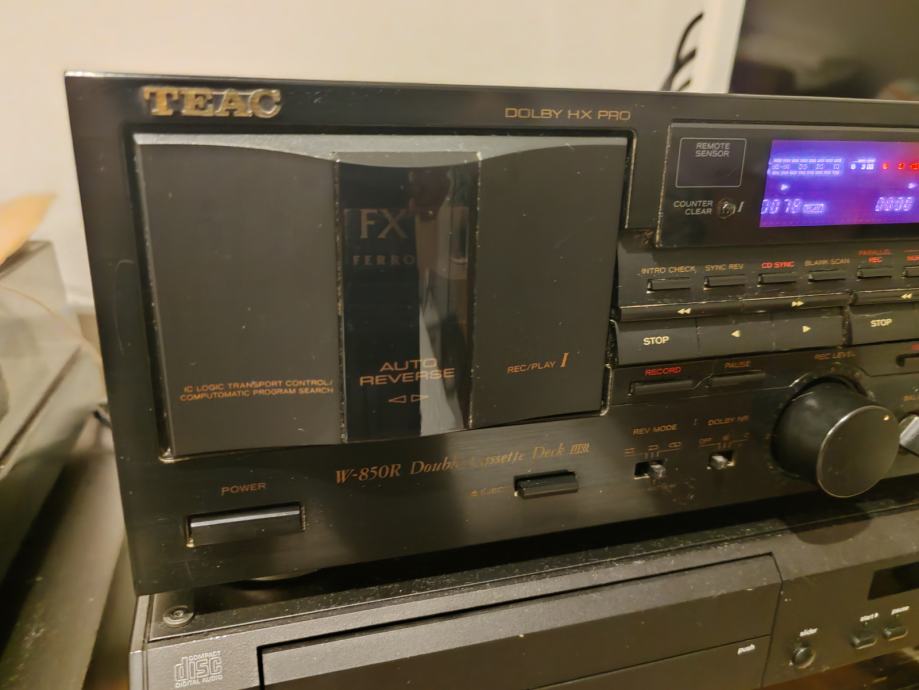 TEAC
DOLBY HX PRO
REMOTE
SENSOR
COUNTER
CLEAR
FX
FERRO
INTRO CHECK
SYNC REV
CD SYNC
BLANK SCAN
PARALLEL
REC
STOP
STOP
IC LOGIC TRANSPORT CONTROL/
COMPUTOMATIC PROGRAM SEARCH
AUTO
REVERSE
REC/PLAY I
RECORD
PAUSE
REC LEVEL
W-850R Double Cassette Deck
REV MODE
DOLBY NR
OFF
POWER
EJECT
COMPACT
disc
DIGITAL AUDIO
push